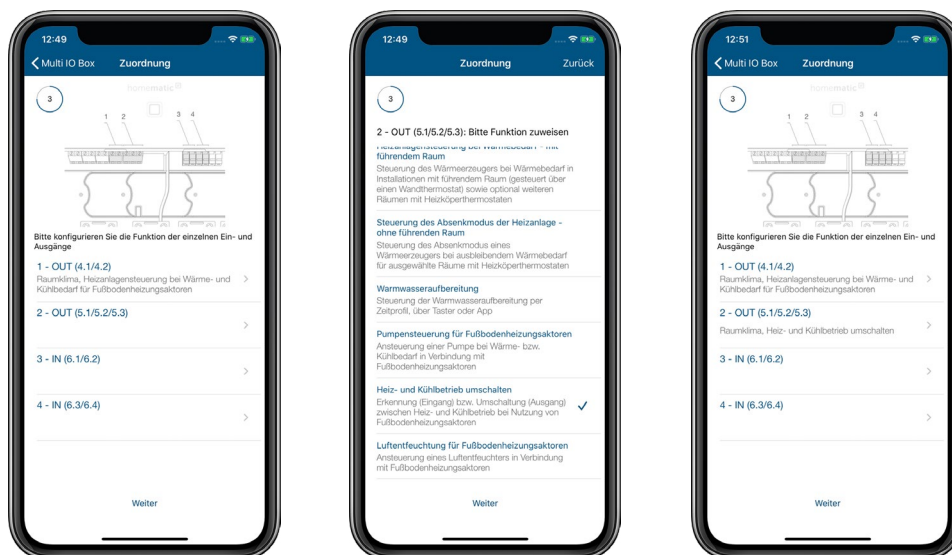 12:49
Multi IO Box Zuordnung
homematic IP
3
1 2 3 4
Bitte konfigurieren Sie die Funktion der einzelnen Ein- und
Ausgänge
1 - OUT (4.1/4.2)
Raumklima, Heizanlagensteuerung bei Wärme- und
Kühlbedarf für Fußbodenheizungsaktoren
2 - OUT (5.1/5.2/5.3)
3 - IN (6.1/6.2)
4 - IN (6.3/6.4)
Weiter
12:49
Zuordnung Zurück
3
2 - OUT (5.1/5.2/5.3): Bitte Funktion zuweisen
Heizanlagensteuerung bei Wärmebedarf - mit
führendem Raum
Steuerung des Wärmeerzeugers bei Wärmebedarf in
Installationen mit führendem Raum (gesteuert über
einen Wandthermostat) sowie optional weiteren
Räumen mit Heizköperthermostaten
Steuerung des Absenkmodus der Heizanlage -
ohne führenden Raum
Steuerung des Absenkmodus eines
Wärmeerzeugers bei ausbleibendem Wärmebedarf
für ausgewählte Räume mit Heizköperthermostaten
Warmwasseraufbereitung
Steuerung der Warmwasseraufbereitung per
Zeitprofil, über Taster oder App
Pumpensteuerung für Fußbodenheizungsaktoren
Ansteuerung einer Pumpe bei Wärme- bzw.
Kühlbedarf in Verbindung mit
Fußbodenheizungsaktoren
Heiz- und Kühlbetrieb umschalten
Erkennung (Eingang) bzw. Umschaltung (Ausgang)
zwischen Heiz- und Kühlbetrieb bei Nutzung von
Fußbodenheizungsaktoren
Luftentfeuchtung für Fußbodenheizungsaktoren
Ansteuerung eines Luftentfeuchters in Verbindung
mit Fußbodenheizungsaktoren
Weiter
12:51
Multi IO Box Zuordnung
homematic IP
3
1 2 3 4
Bitte konfigurieren Sie die Funktion der einzelnen Ein- und
Ausgänge
1 - OUT (4.1/4.2)
Raumklima, Heizanlagensteuerung bei Wärme- und
Kühlbedarf für Fußbodenheizungsaktoren
2 - OUT (5.1/5.2/5.3)
Raumklima, Heiz- und Kühlbetrieb umschalten
3 - IN (6.1/6.2)
4 - IN (6.3/6.4)
Weiter